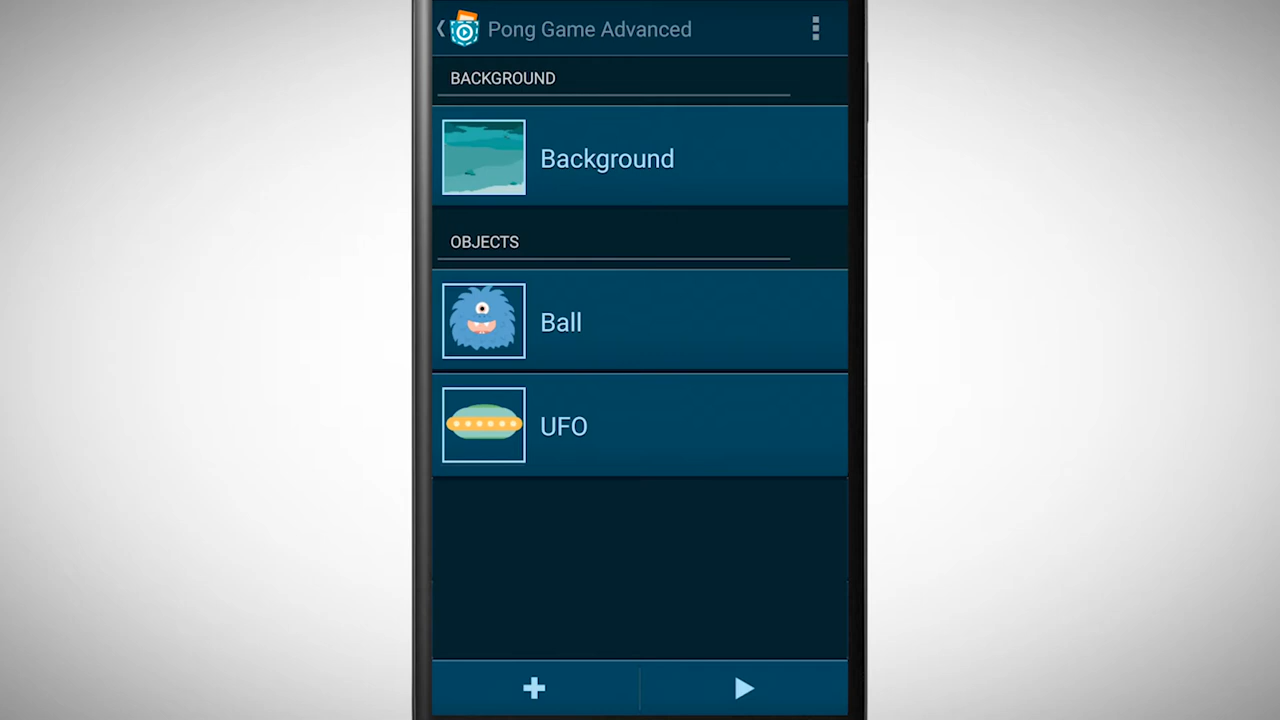 Pong Game Advanced
BACKGROUND
Background
OBJECTS
Ball
UFO